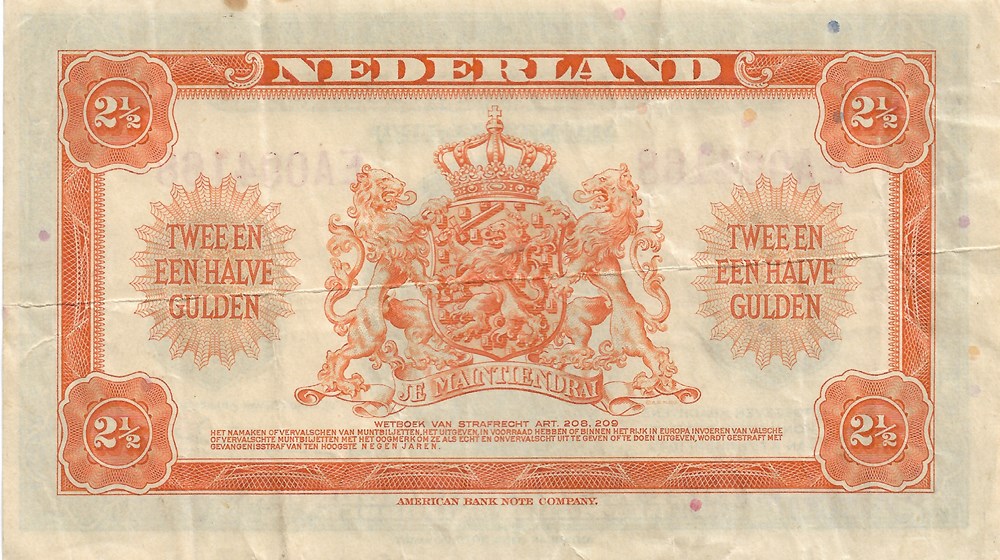 NEDERLAND
2½ 2½
TWEE EN
EEN HALVE
GULDEN
TWEE EN
EEN HALVE
GULDEN
JE MAINTIENDRAI
WETBOEK VAN STRAFRECHT ART. 208, 209
HET NAMAKEN OF VERVALSCHEN VAN MUNTBILJETTEN, HET UITGEVEN, IN VOORRAAD HEBBEN OF BINNEN HET RIJK IN EUROPA INVOEREN VAN VALSCHE
OF VERVALSCHTE MUNTBILJETTEN MET HET OOGMERK OM ZE ALS ECHT EN ONVERVALSCHT UIT TE GEVEN OF TE DOEN UITGEVEN, WORDT GESTRAFT MET
GEVANGENISSTRAF VAN TEN HOOGSTE NEGEN JAREN.
2½ 2½
AMERICAN BANK NOTE COMPANY.